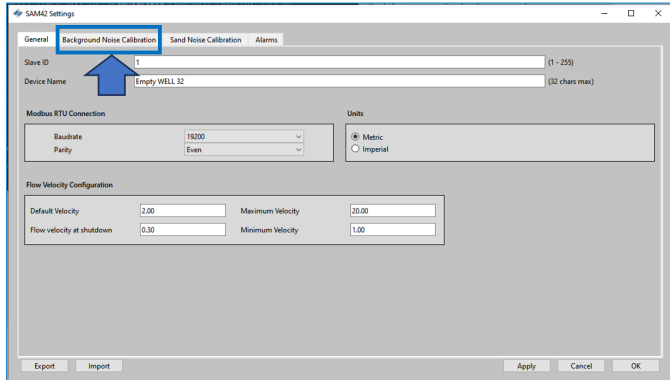 SAM42 Settings
General Background Noise Calibration Sand Noise Calibration Alarms
Slave ID 1 (1 - 255)
Device Name Empty WELL 32 (32 chars max)
Modbus RTU Connection Units
Baudrate 19200 Metric
Parity Even Imperial
Flow Velocity Configuration
Default Velocity 2.00 Maximum Velocity 20.00
Flow velocity at shutdown 0.30 Minimum Velocity 1.00
Export Import Apply Cancel OK